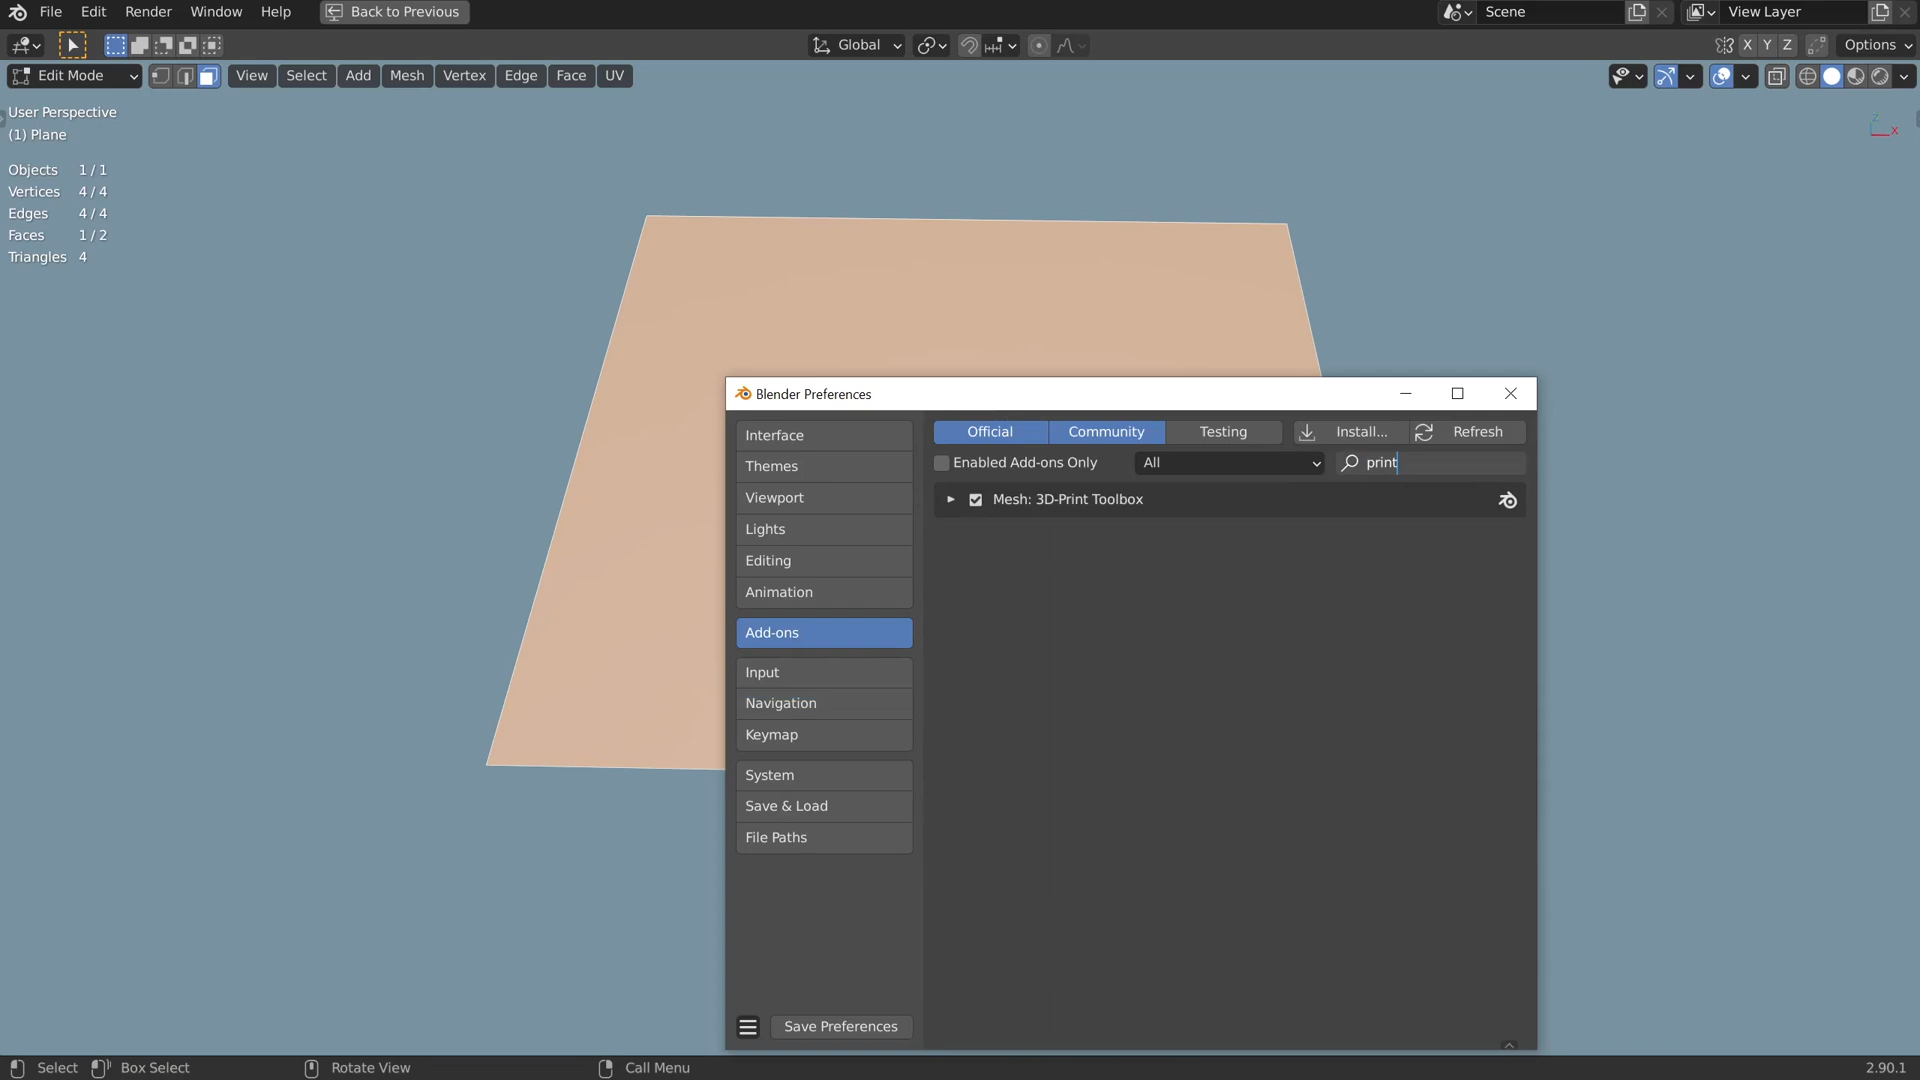 File Edit Render Window Help Back to Previous Scene View Layer
Global X Y Z Options
Edit Mode View Select Add Mesh Vertex Edge Face UV
User Perspective
(1) Plane
Z
X
Objects 1 / 1
Vertices 4 / 4
Edges 4 / 4
Faces 1 / 2
Triangles 4
Blender Preferences
Interface
Themes
Viewport
Lights
Editing
Animation
Add-ons
Input
Navigation
Keymap
System
Save & Load
File Paths
Save Preferences
Official Community Testing Install... Refresh
Enabled Add-ons Only All print
Mesh: 3D-Print Toolbox
Select Box Select Rotate View Call Menu 2.90.1